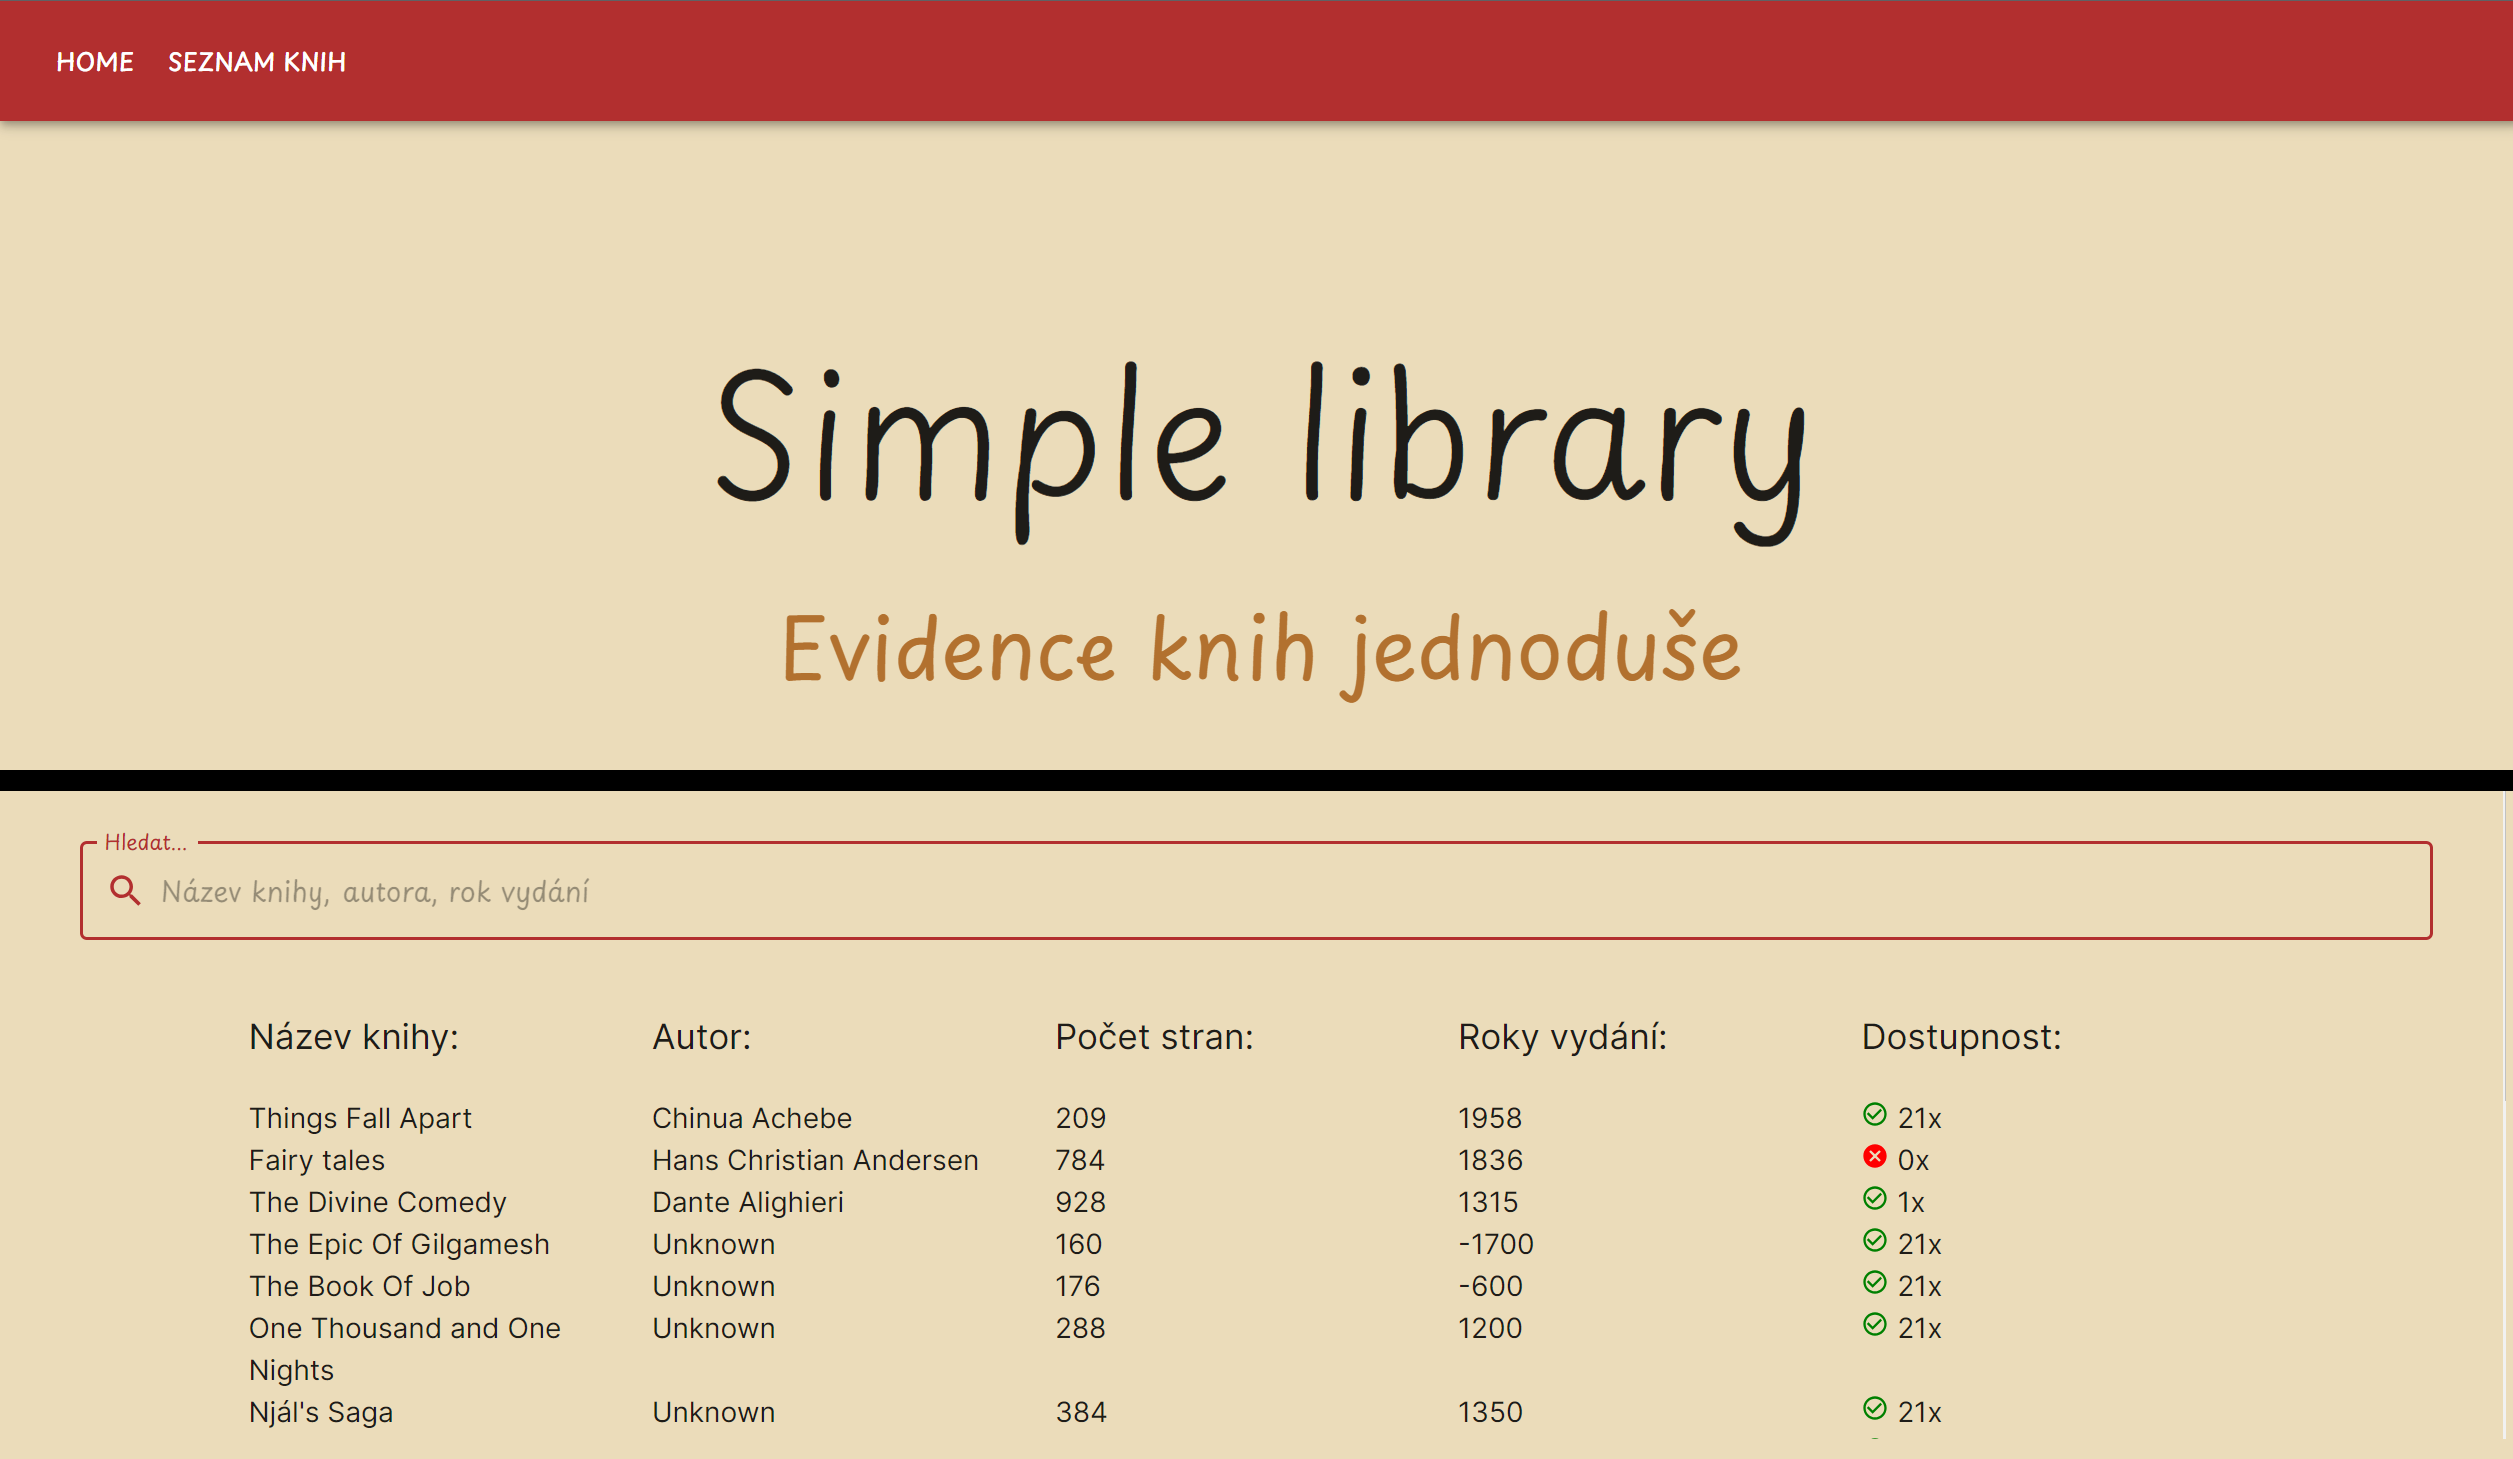 HOME SEZNAM KNIH
Simple library
Evidence knih jednoduše
Hledat...
Název knihy, autora, rok vydání
Název knihy: Autor: Počet stran: Roky vydání: Dostupnost:
Things Fall Apart Chinua Achebe 209 1958 21x
Fairy tales Hans Christian Andersen 784 1836 0x
The Divine Comedy Dante Alighieri 928 1315 1x
The Epic Of Gilgamesh Unknown 160 -1700 21x
The Book Of Job Unknown 176 -600 21x
One Thousand and One Unknown 288 1200 21x
Nights
Njál's Saga Unknown 384 1350 21x